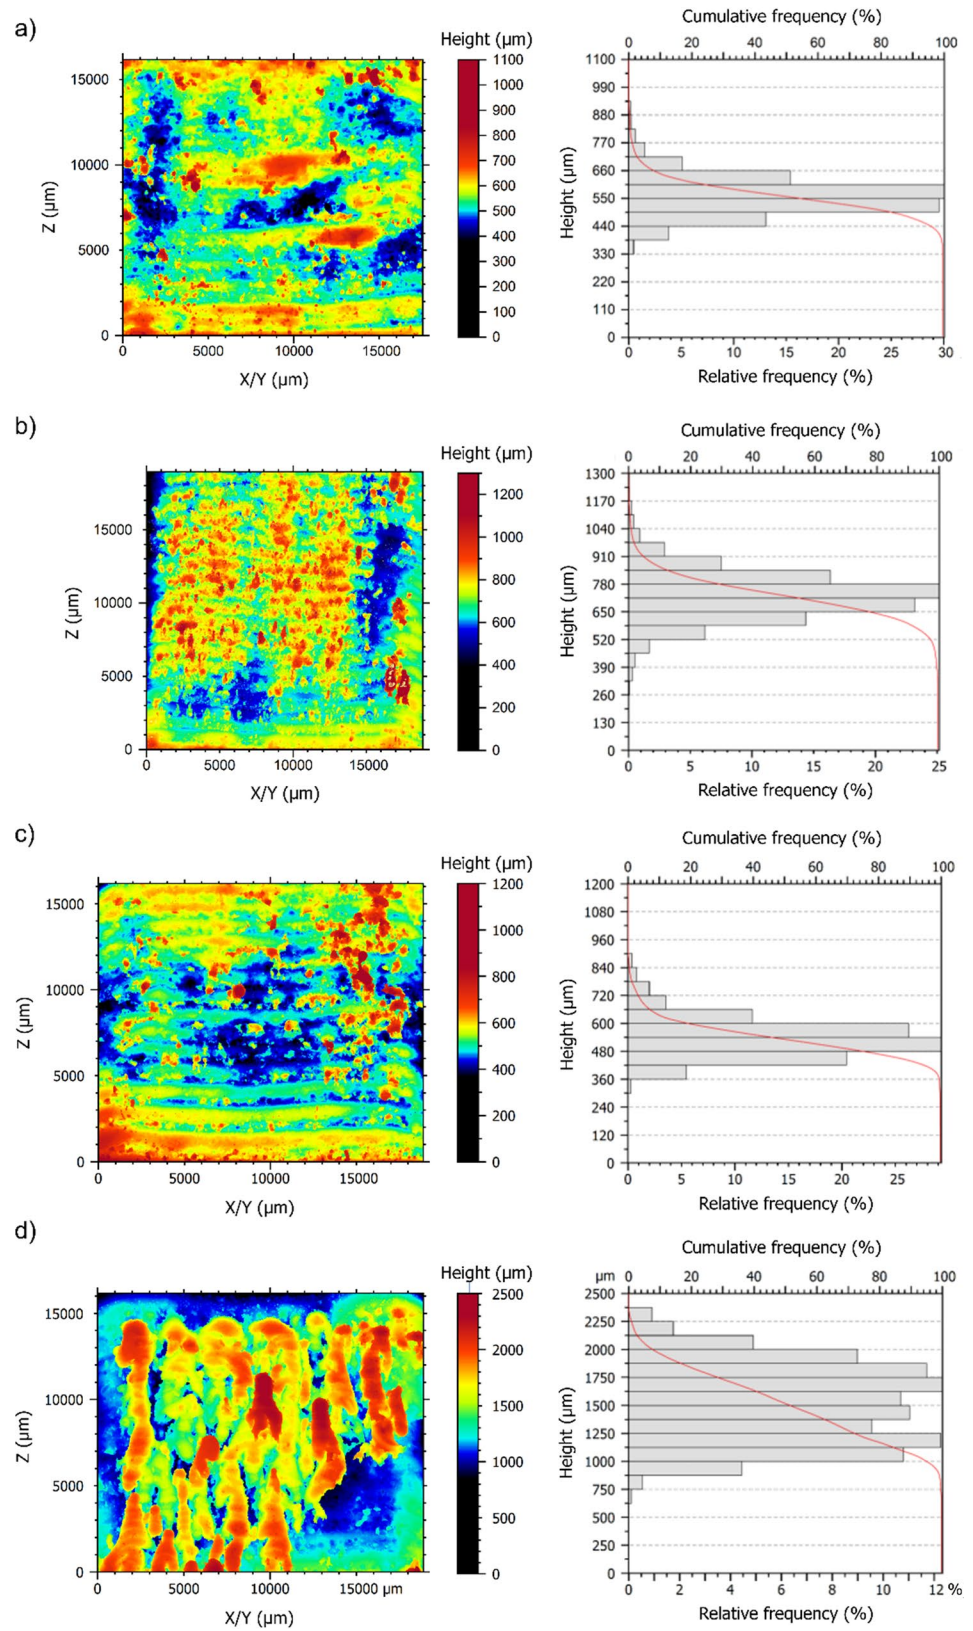 a)
Height (µm)
1100
1000
900
800
700
600
500
400
300
200
100
0
15000
10000
5000
0
Z (µm)
0 5000 10000 15000
X/Y (µm)
Cumulative frequency (%)
0 20 40 60 80 100
1100
990
880
770
660
550
440
330
220
110
0
Height (µm)
0 5 10 15 20 25 30
Relative frequency (%)
b)
Height (µm)
1200
1000
800
600
400
200
0
15000
10000
5000
0
Z (µm)
0 5000 10000 15000
X/Y (µm)
Cumulative frequency (%)
0 20 40 60 80 100
1300
1170
1040
910
780
650
520
390
260
130
0
Height (µm)
0 5 10 15 20 25
Relative frequency (%)
c)
Height (µm)
1200
1000
800
600
400
200
0
15000
10000
5000
0
Z (µm)
0 5000 10000 15000
X/Y (µm)
Cumulative frequency (%)
0 20 40 60 80 100
1200
1080
960
840
720
600
480
360
240
120
0
Height (µm)
0 5 10 15 20 25
Relative frequency (%)
d)
Height (µm)
2500
2000
1500
1000
500
0
15000
10000
5000
0
Z (µm)
0 5000 10000 15000 µm
X/Y (µm)
Cumulative frequency (%)
µm 0 20 40 60 80 100
2500
2250
2000
1750
1500
1250
1000
750
500
250
0
Height (µm)
0 2 4 6 8 10 12 %
Relative frequency (%)